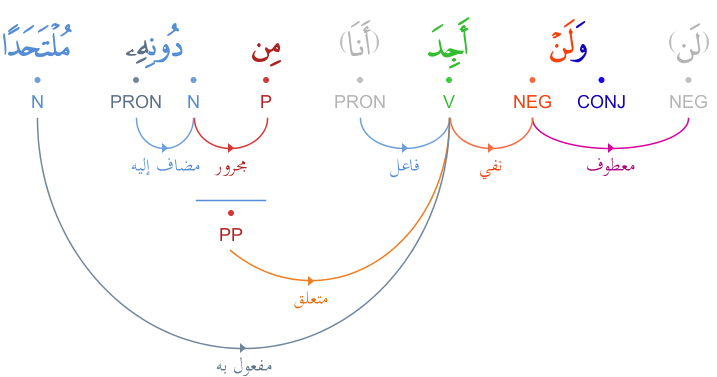 (لَن) وَلَنْ أَجِدَ (أَنَا) مِن دُونِهِۦ مُلْتَحَدًا
NEG CONJ NEG V PRON P N PRON N
معطوف نفي فاعل مجرور مضاف إليه
PP
متعلق
مفعول به